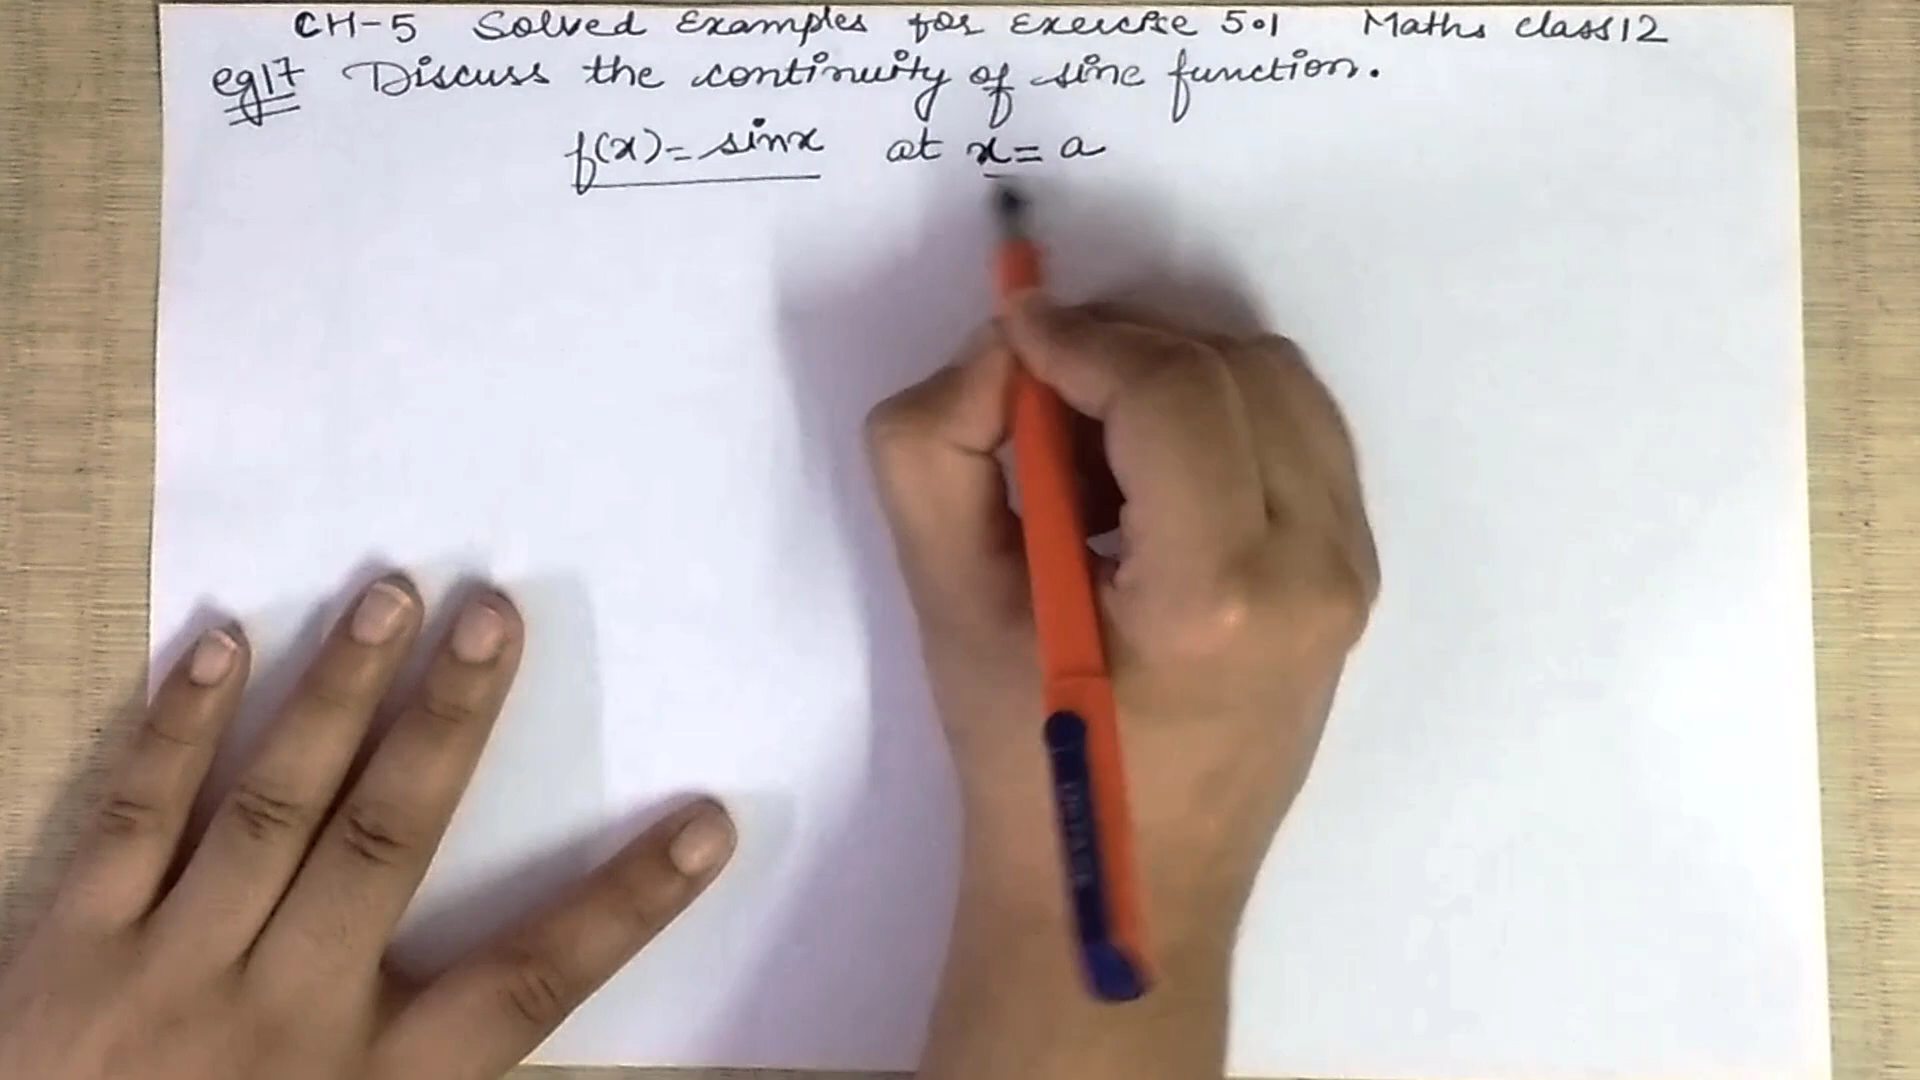 CH-5 Solved Examples for Exercise 5.1 Maths class 12
eg17 Discuss the continuity of sine function.
f(x) = sinx at x = a